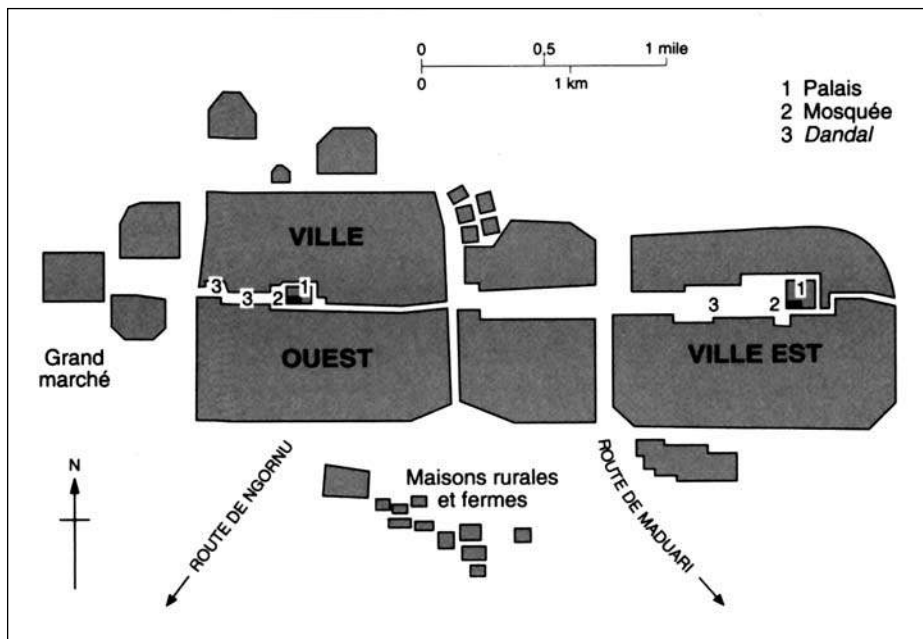 0 0,5 1 mile
0 1 km
1 Palais
2 Mosquée
3 Dandal
VILLE
1
3
3 2
OUEST
1
3 2
VILLE EST
Grand
marché
N
ROUTE DE NGORNU
Maisons rurales
et fermes
ROUTE DE MADUARI